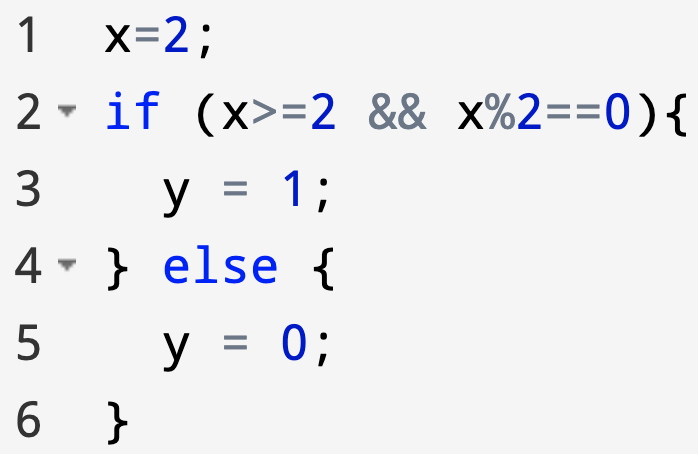 1 x=2;
2 if (x>=2 && x%2==0){
3   y = 1;
4 } else {
5   y = 0;
6 }